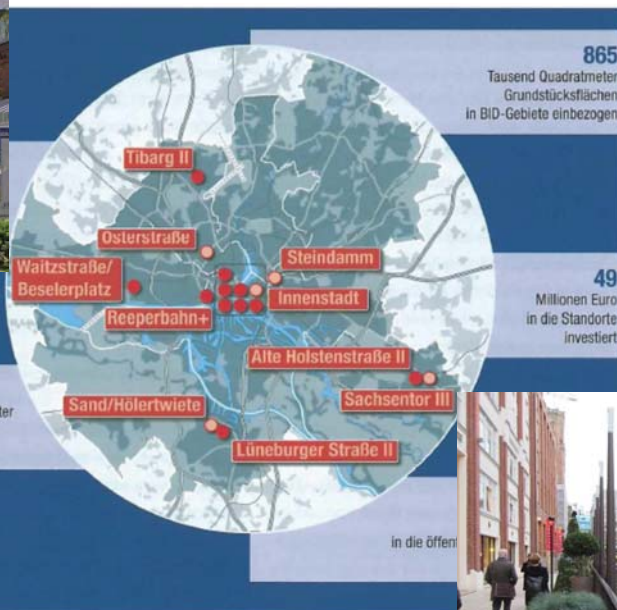 865
Tausend Quadratmeter
Grundstücksflächen
in BID-Gebiete einbezogen
Tibarg II
Osterstraße
Steindamm
Waitzstraße/
Beselerplatz
Innenstadt
Reeperbahn+
49
Millionen Euro
in die Standorte
investiert
Alte Holstenstraße II
Sachsentor III
Sand/Hölertwiete
Lüneburger Straße II
in die